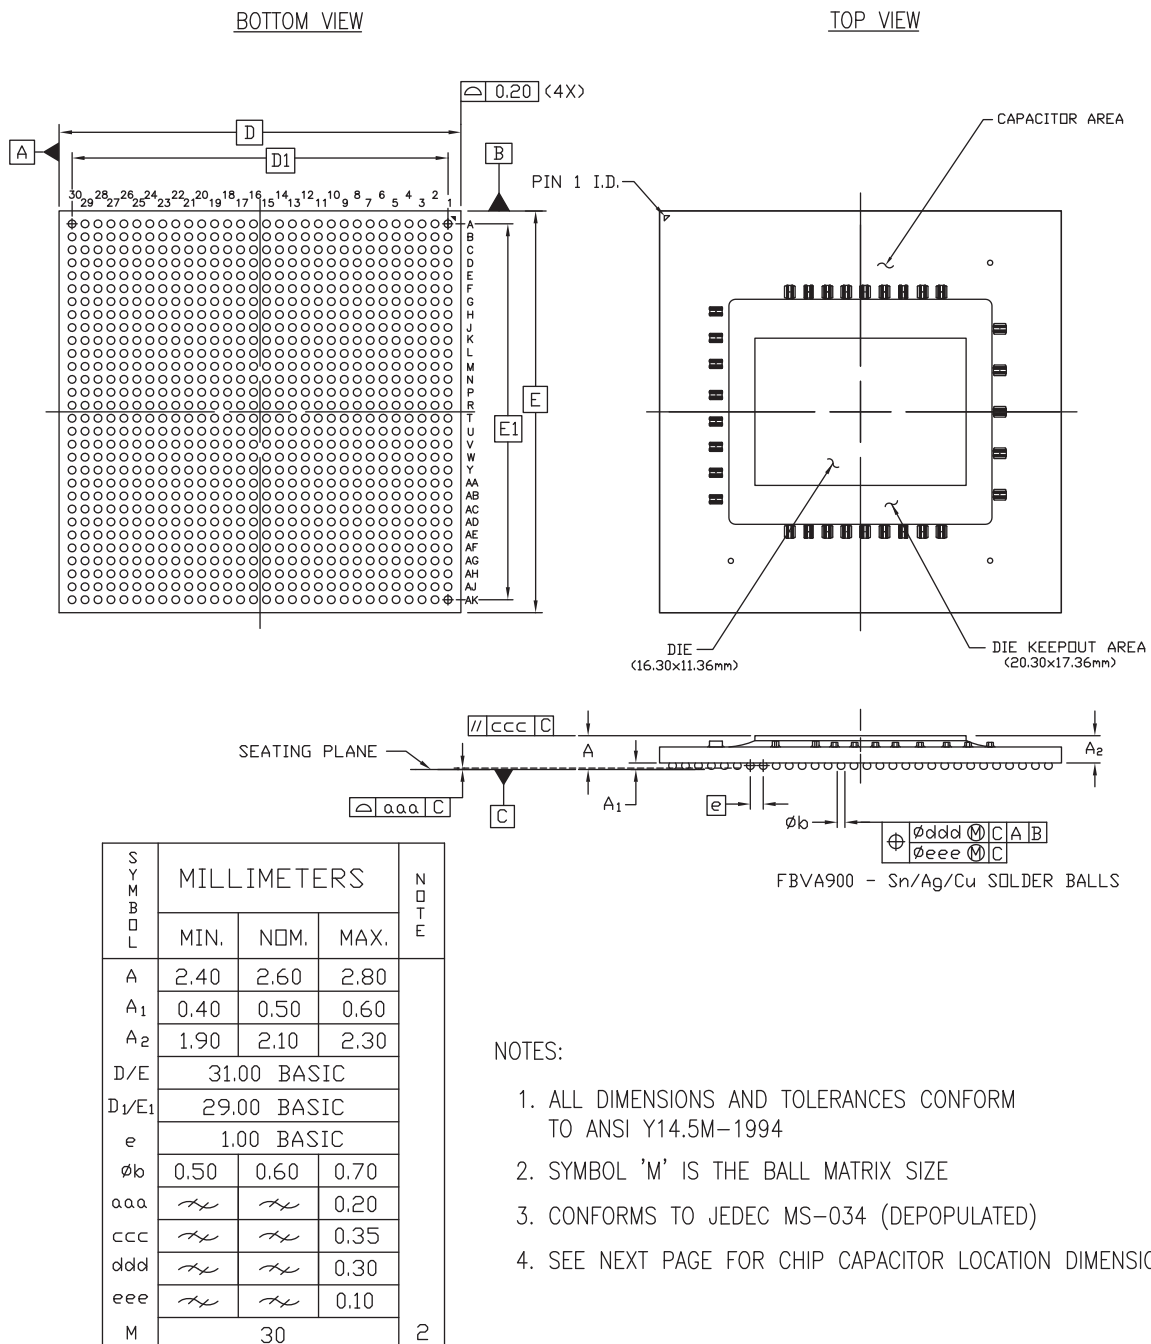 BOTTOM VIEW
TOP VIEW
0.20 (4X)
D
A
D1
B
CAPACITOR AREA
PIN 1 I.D.
30 29 28 27 26 25 24 23 22 21 20 19 18 17 16 15 14 13 12 11 10 9 8 7 6 5 4 3 2 1
A
B
C
D
E
F
G
H
J
K
L
M
N
P
R
T
U
V
W
Y
AA
AB
AC
AD
AE
AF
AG
AH
AJ
AK
E
E1
DIE
(16.30x11.36mm)
DIE KEEPOUT AREA
(20.30x17.36mm)
// ccc C
SEATING PLANE
A
A2
aaa C
C
A1
e
Øb
Øddd Ⓜ C A B
Øeee Ⓜ C
FBVA900 - Sn/Ag/Cu SOLDER BALLS
SYMBOL MILLIMETERS NOTE
MIN. NOM. MAX.
A 2.40 2.60 2.80
A1 0.40 0.50 0.60
A2 1.90 2.10 2.30
D/E 31.00 BASIC
D1/E1 29.00 BASIC
e 1.00 BASIC
Øb 0.50 0.60 0.70
aaa 0.20
ccc 0.35
ddd 0.30
eee 0.10
M 30 2
NOTES:
1. ALL DIMENSIONS AND TOLERANCES CONFORM
TO ANSI Y14.5M-1994
2. SYMBOL 'M' IS THE BALL MATRIX SIZE
3. CONFORMS TO JEDEC MS-034 (DEPOPULATED)
4. SEE NEXT PAGE FOR CHIP CAPACITOR LOCATION